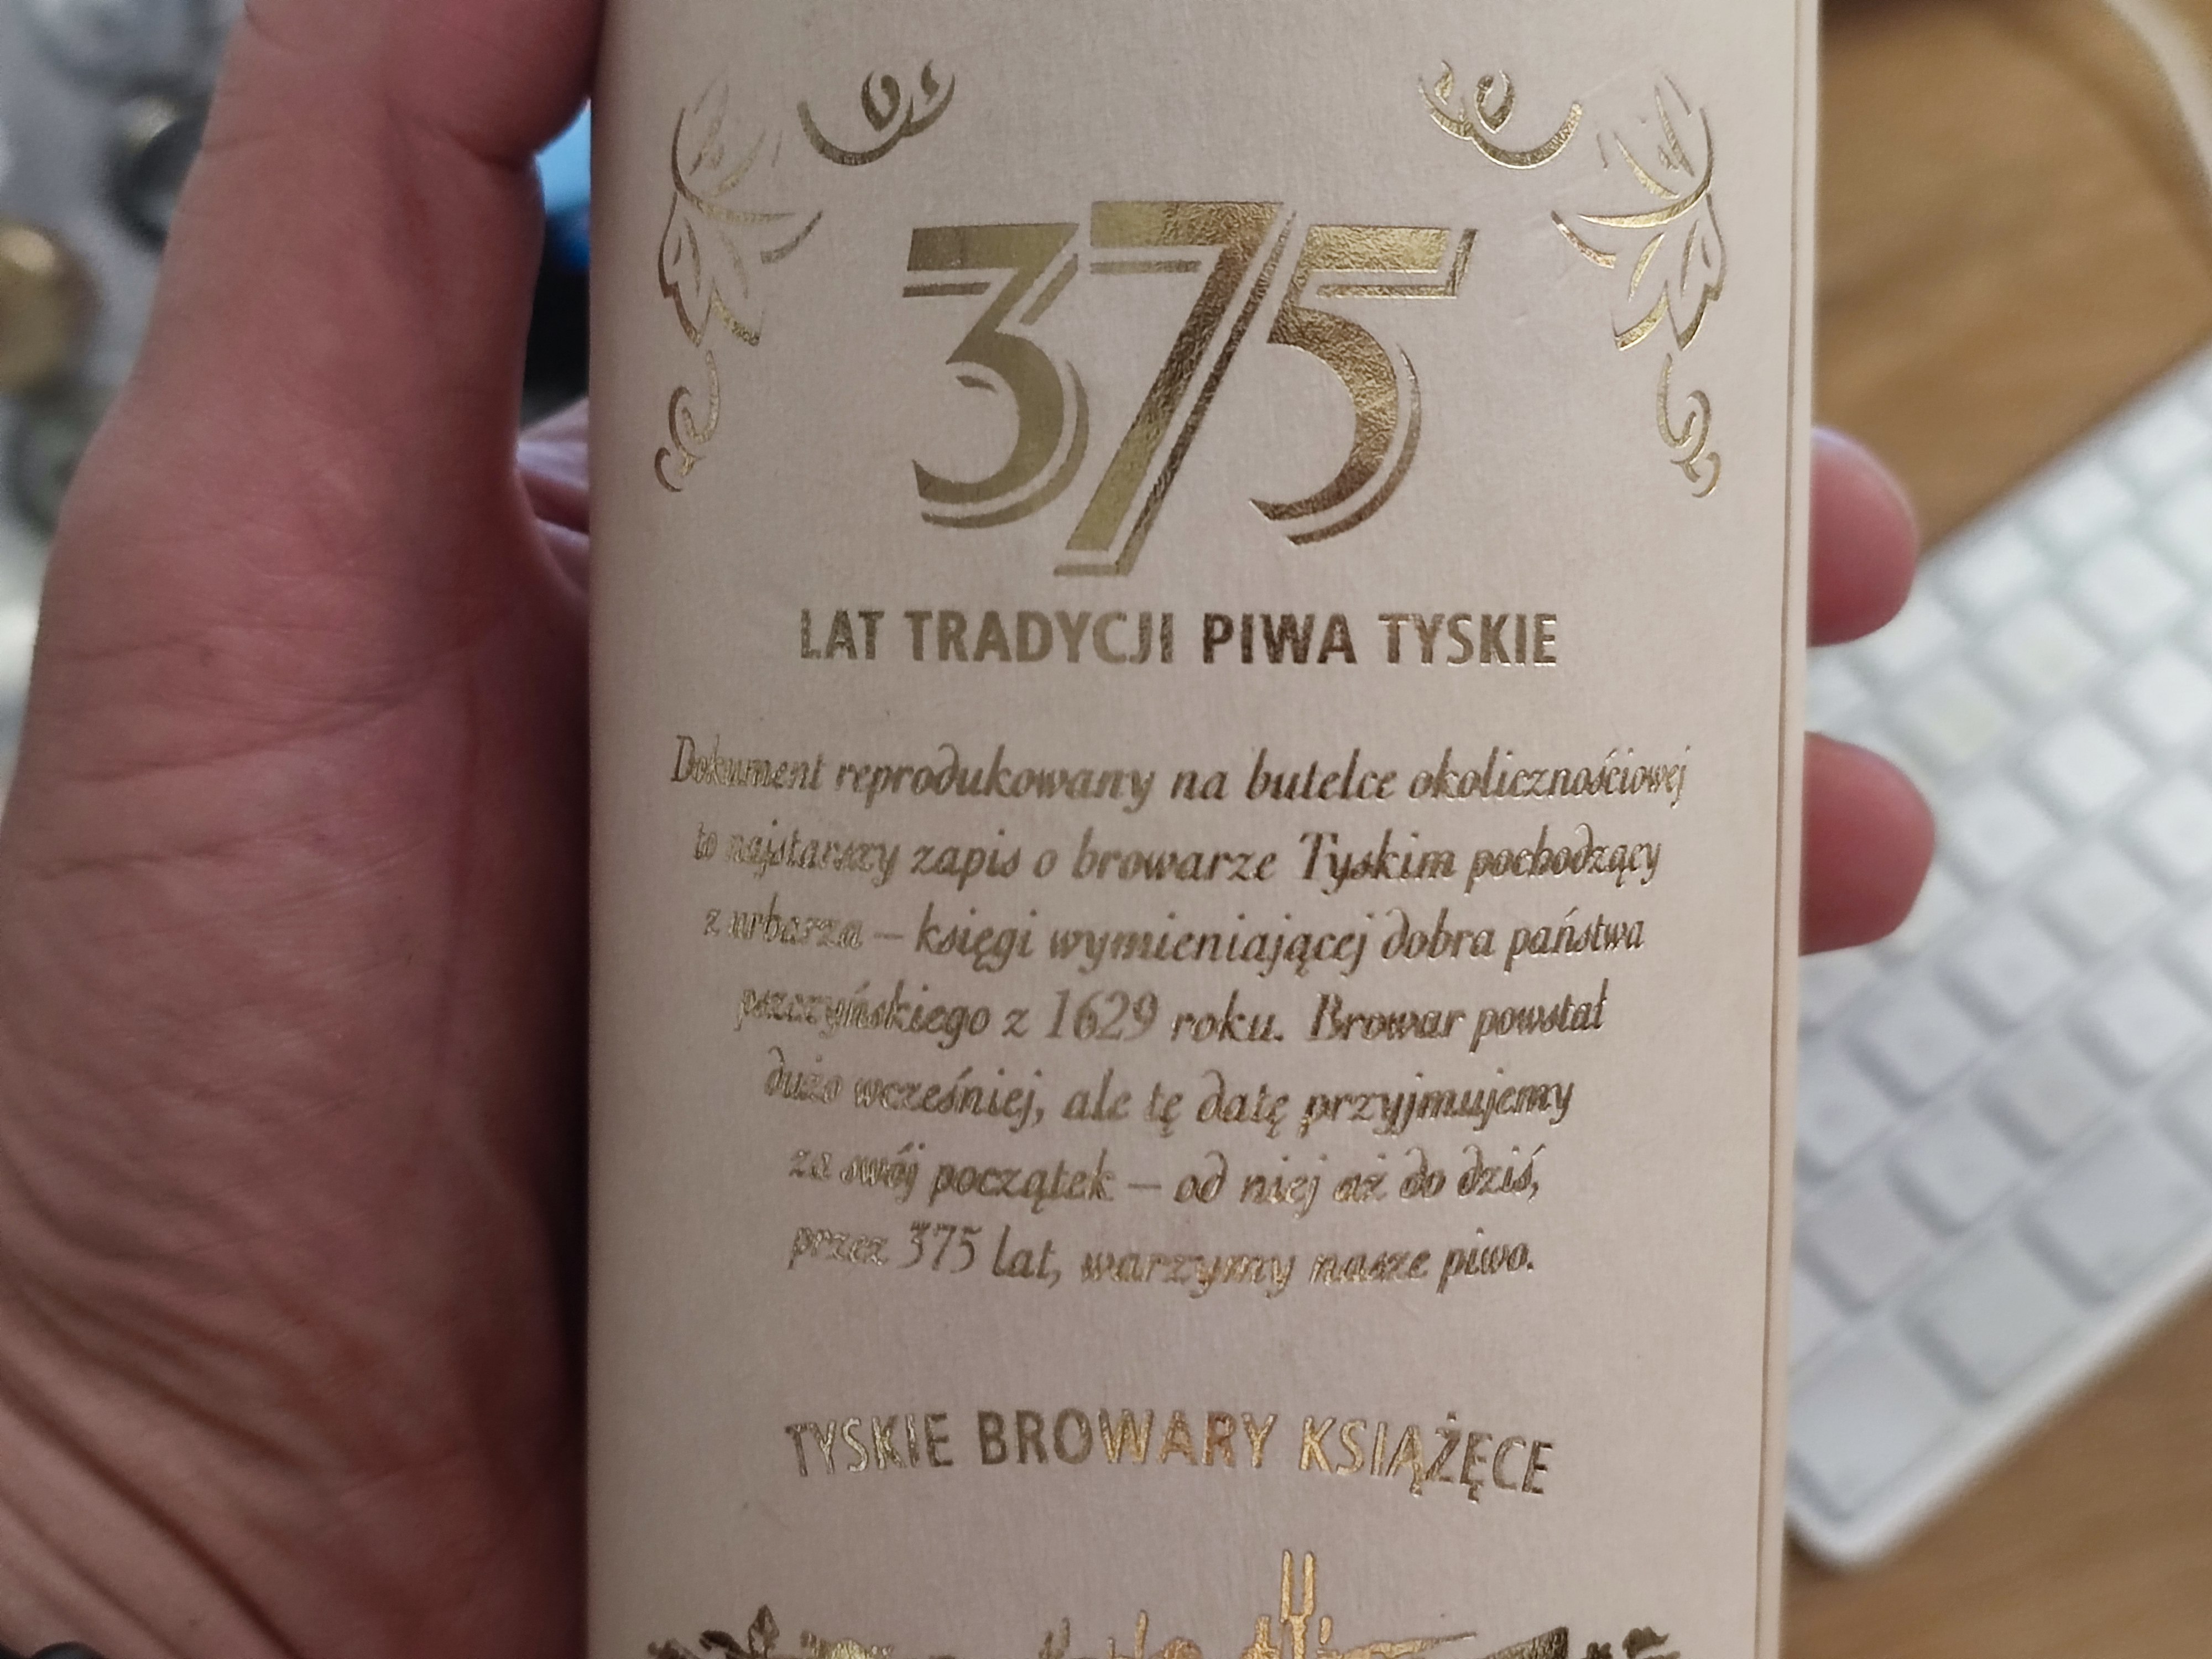 375
LAT TRADYCJI PIWA TYSKIE
Dokument reprodukowany na butelce okolicznościowej
to najstarszy zapis o browarze Tyskim pochodzący
z urbarza – księgi wymieniającej dobra państwa
pszczyńskiego z 1629 roku. Browar powstał
dużo wcześniej, ale tę datę przyjmujemy
za swój początek – od niej aż do dziś,
przez 375 lat, warzymy nasze piwo.
TYSKIE BROWARY KSIĄŻĘCE